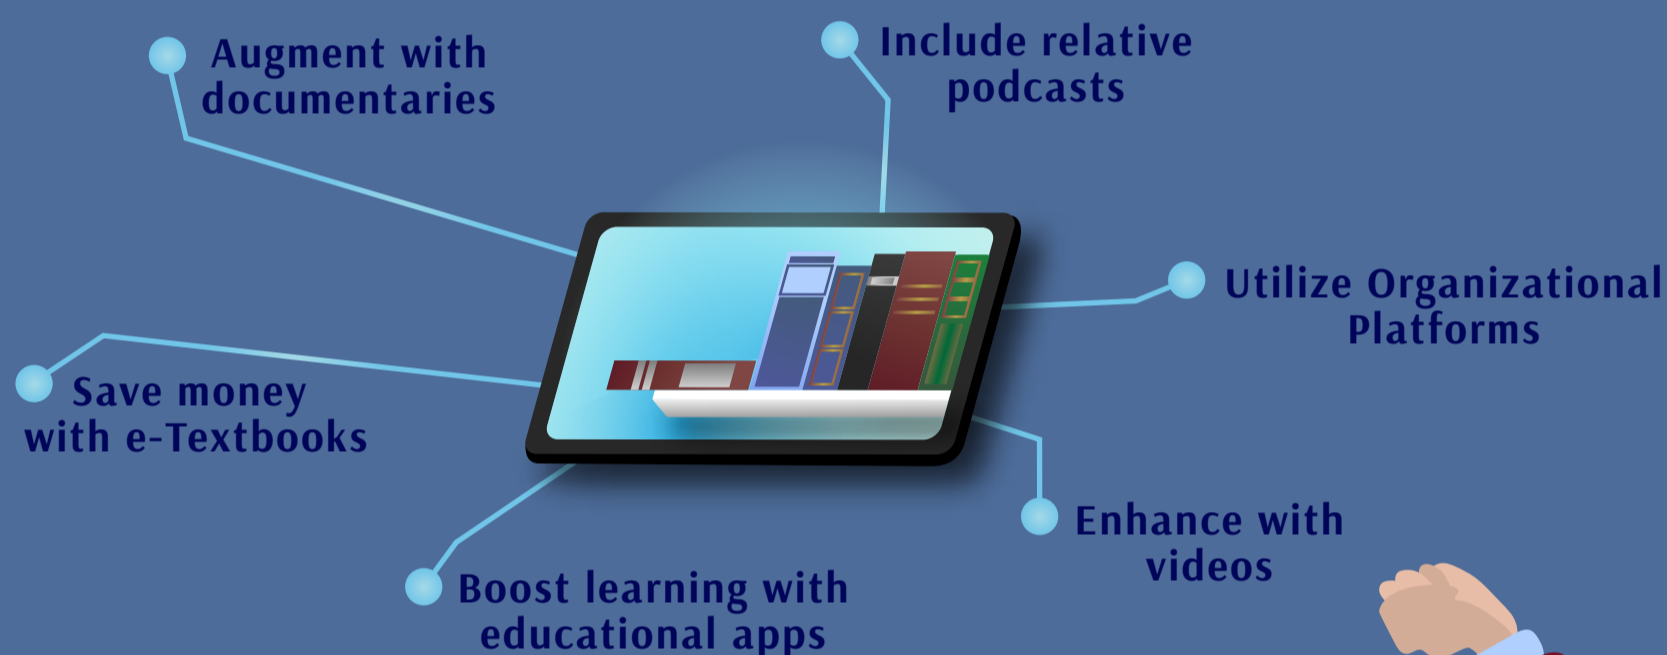 Augment with
documentaries
Include relative
podcasts
Utilize Organizational
Platforms
Save money
with e-Textbooks
Enhance with
videos
Boost learning with
educational apps